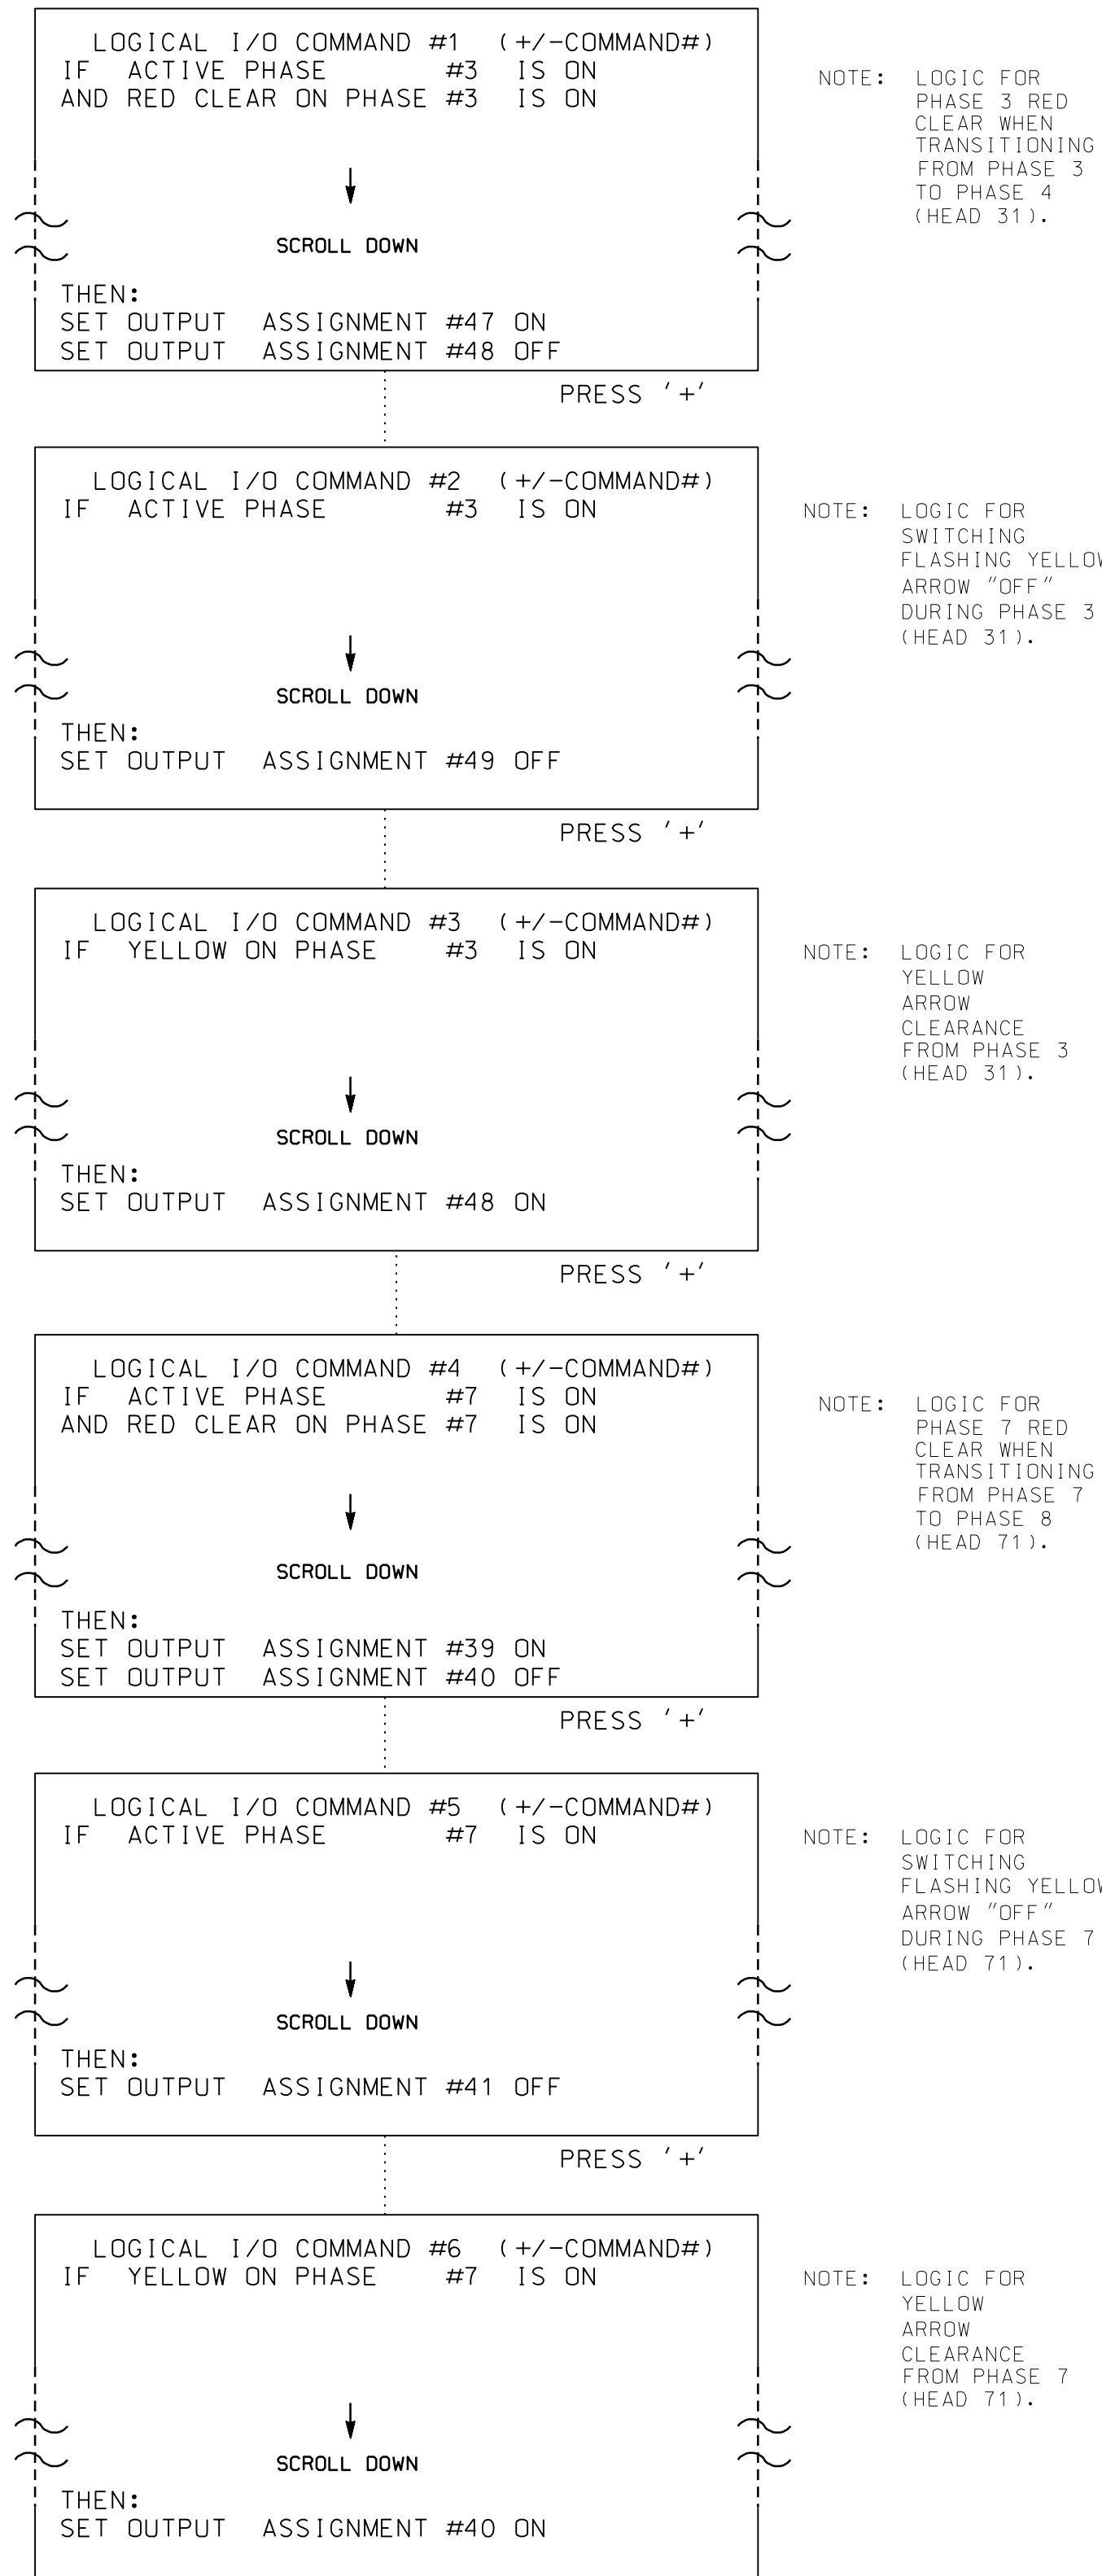 LOGICAL I/O COMMAND #1 (+/-COMMAND#)
IF ACTIVE PHASE #3 IS ON
AND RED CLEAR ON PHASE #3 IS ON
SCROLL DOWN
THEN:
SET OUTPUT ASSIGNMENT #47 ON
SET OUTPUT ASSIGNMENT #48 OFF
PRESS '+'
NOTE: LOGIC FOR
PHASE 3 RED
CLEAR WHEN
TRANSITIONING
FROM PHASE 3
TO PHASE 4
(HEAD 31).
LOGICAL I/O COMMAND #2 (+/-COMMAND#)
IF ACTIVE PHASE #3 IS ON
SCROLL DOWN
THEN:
SET OUTPUT ASSIGNMENT #49 OFF
PRESS '+'
NOTE: LOGIC FOR
SWITCHING
FLASHING YELLOW
ARROW "OFF"
DURING PHASE 3
(HEAD 31).
LOGICAL I/O COMMAND #3 (+/-COMMAND#)
IF YELLOW ON PHASE #3 IS ON
SCROLL DOWN
THEN:
SET OUTPUT ASSIGNMENT #48 ON
PRESS '+'
NOTE: LOGIC FOR
YELLOW
ARROW
CLEARANCE
FROM PHASE 3
(HEAD 31).
LOGICAL I/O COMMAND #4 (+/-COMMAND#)
IF ACTIVE PHASE #7 IS ON
AND RED CLEAR ON PHASE #7 IS ON
SCROLL DOWN
THEN:
SET OUTPUT ASSIGNMENT #39 ON
SET OUTPUT ASSIGNMENT #40 OFF
PRESS '+'
NOTE: LOGIC FOR
PHASE 7 RED
CLEAR WHEN
TRANSITIONING
FROM PHASE 7
TO PHASE 8
(HEAD 71).
LOGICAL I/O COMMAND #5 (+/-COMMAND#)
IF ACTIVE PHASE #7 IS ON
SCROLL DOWN
THEN:
SET OUTPUT ASSIGNMENT #41 OFF
PRESS '+'
NOTE: LOGIC FOR
SWITCHING
FLASHING YELLOW
ARROW "OFF"
DURING PHASE 7
(HEAD 71).
LOGICAL I/O COMMAND #6 (+/-COMMAND#)
IF YELLOW ON PHASE #7 IS ON
SCROLL DOWN
THEN:
SET OUTPUT ASSIGNMENT #40 ON
NOTE: LOGIC FOR
YELLOW
ARROW
CLEARANCE
FROM PHASE 7
(HEAD 71).